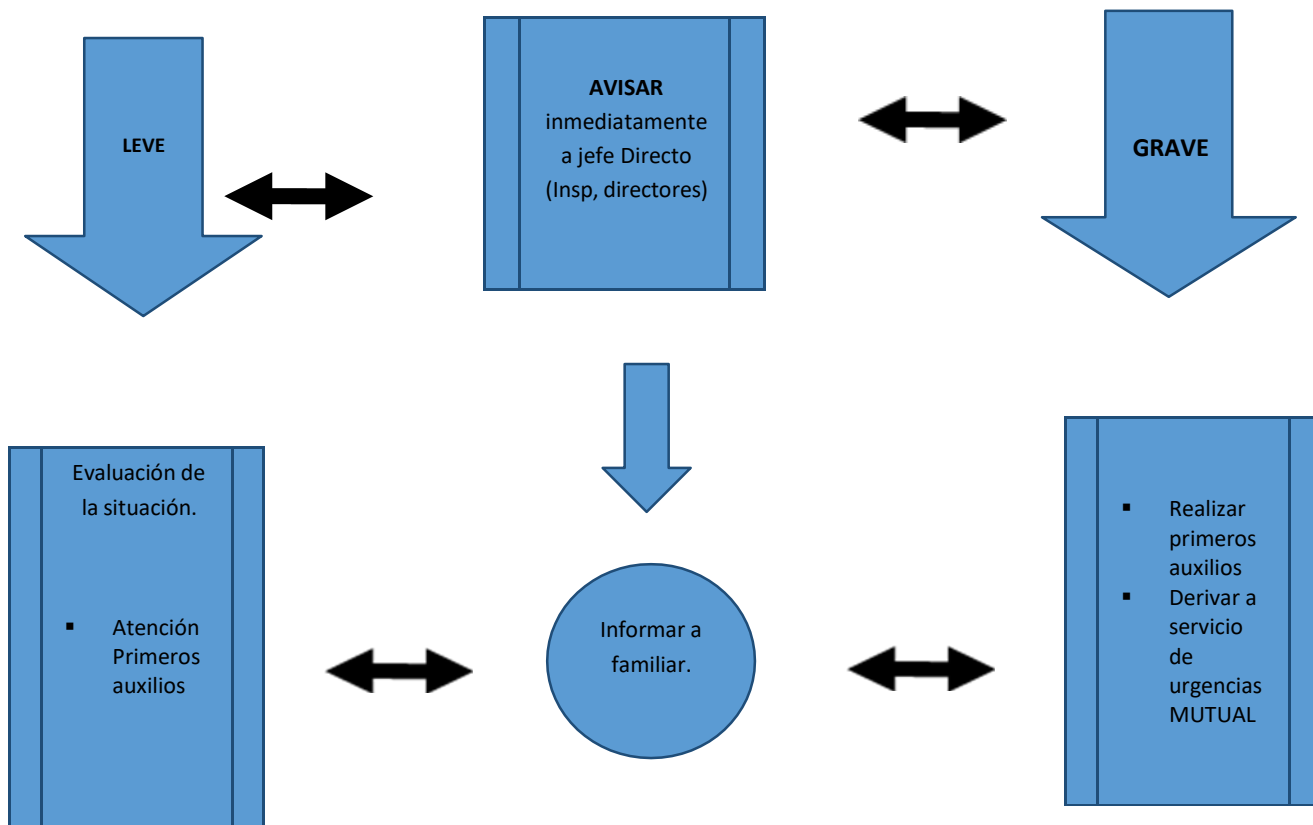 LEVE
AVISAR
inmediatamente
a jefe Directo
(Insp, directores)
GRAVE
Evaluación de
la situación.
▪ Atención
Primeros
auxilios
Informar a
familiar.
▪ Realizar
primeros
auxilios
▪ Derivar a
servicio
de
urgencias
MUTUAL